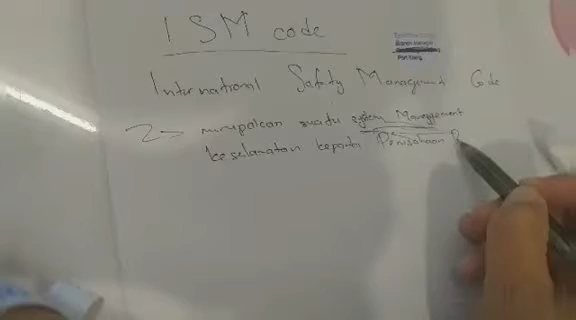 ISM code
International Safety Management Code
merupakan suatu system Management
keselamatan kepada Perusahaan